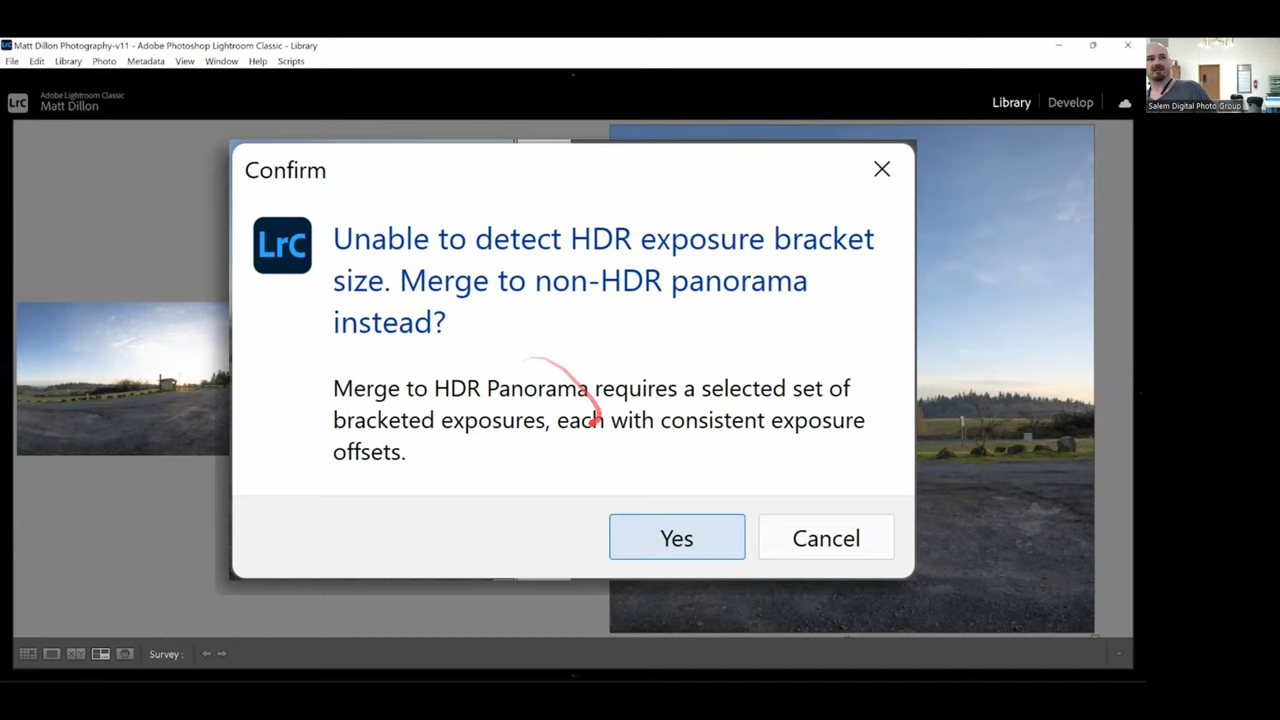 LrC Matt Dillon Photography-v11 - Adobe Photoshop Lightroom Classic - Library
File Edit Library Photo Metadata View Window Help Scripts
LrC
Adobe Lightroom Classic
Matt Dillon
Library
Develop
Salem Digital Photo Group
Confirm
LrC
Unable to detect HDR exposure bracket
size. Merge to non-HDR panorama
instead?
Merge to HDR Panorama requires a selected set of
bracketed exposures, each with consistent exposure
offsets.
Yes
Cancel
XY
Survey :